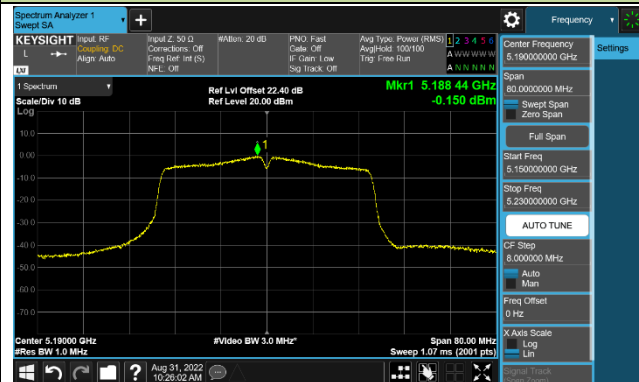 Spectrum Analyzer 1
Swept SA
+
Frequency
KEYSIGHT
L
LXI
Input: RF
Coupling: DC
Align: Auto
Input Z: 50 Ω
Corrections: Off
Freq Ref: Int (S)
NFE: Off
#Atten: 20 dB
PNO: Fast
Gate: Off
IF Gain: Low
Sig Track: Off
Avg Type: Power (RMS)
Avg|Hold: 100/100
Trig: Free Run
1 2 3 4 5 6
A W W W W W
A N N N N N
1 Spectrum
Scale/Div 10 dB
Log
Ref Lvl Offset 22.40 dB
Ref Level 20.00 dBm
Mkr1 5.188 44 GHz
-0.150 dBm
1
10.0
0.00
-10.0
-20.0
-30.0
-40.0
-50.0
-60.0
-70.0
Center 5.19000 GHz
#Res BW 1.0 MHz
#Video BW 3.0 MHz*
Span 80.00 MHz
Sweep 1.07 ms (2001 pts)
Center Frequency
5.190000000 GHz
Span
80.0000000 MHz
Swept Span
Zero Span
Full Span
Start Freq
5.150000000 GHz
Stop Freq
5.230000000 GHz
AUTO TUNE
CF Step
8.000000 MHz
Auto
Man
Freq Offset
0 Hz
X Axis Scale
Log
Lin
Signal Track
(Span Zoom)
Settings
?
Aug 31, 2022
10:26:02 AM